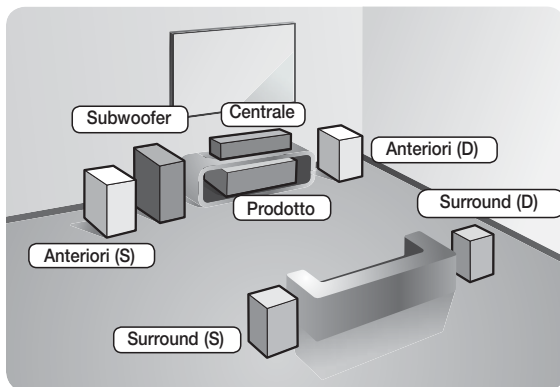 Subwoofer
Centrale
Anteriori (D)
Surround (D)
Prodotto
Anteriori (S)
Surround (S)